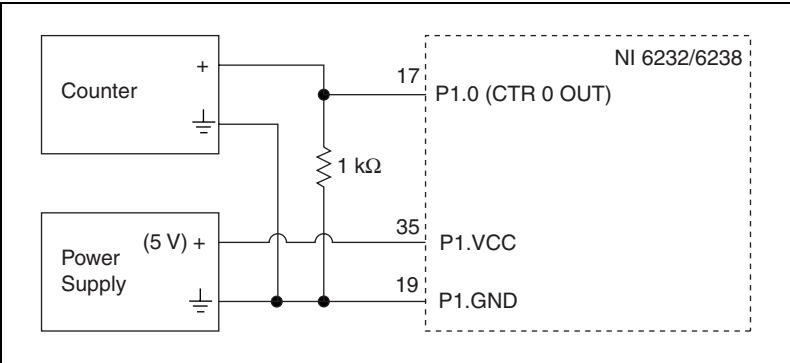 NI 6232/6238
+
17
Counter
P1.0 (CTR 0 OUT)
1 kΩ
35
(5 V) +
P1.VCC
Power
Supply
19
P1.GND